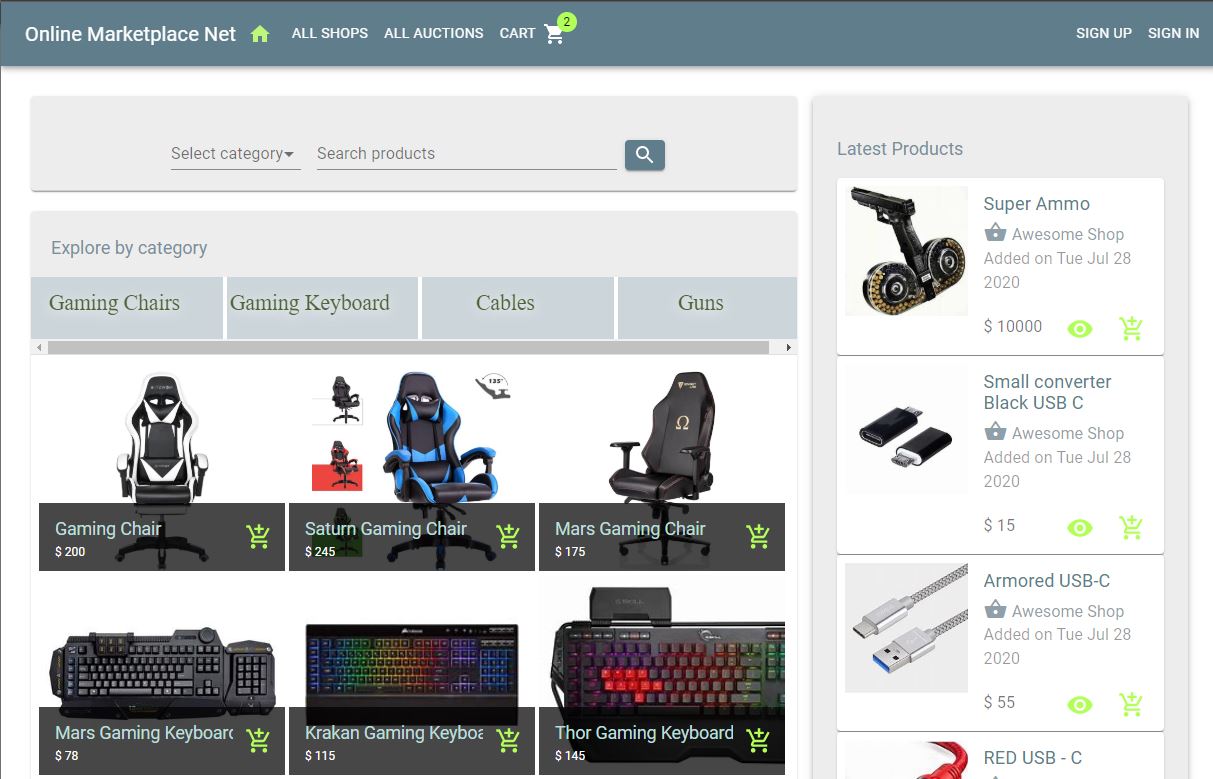 Online Marketplace Net
ALL SHOPS
ALL AUCTIONS
CART
2
SIGN UP
SIGN IN
Select category
Search products
Explore by category
Gaming Chairs
Gaming Keyboard
Cables
Guns
135°
Gaming Chair
$ 200
Saturn Gaming Chair
$ 245
Mars Gaming Chair
$ 175
Mars Gaming Keyboard
$ 78
Krakan Gaming Keyboa
$ 115
Thor Gaming Keyboard
$ 145
Latest Products
Super Ammo
Awesome Shop
Added on Tue Jul 28
2020
$ 10000
Small converter
Black USB C
Awesome Shop
Added on Tue Jul 28
2020
$ 15
Armored USB-C
Awesome Shop
Added on Tue Jul 28
2020
$ 55
RED USB - C